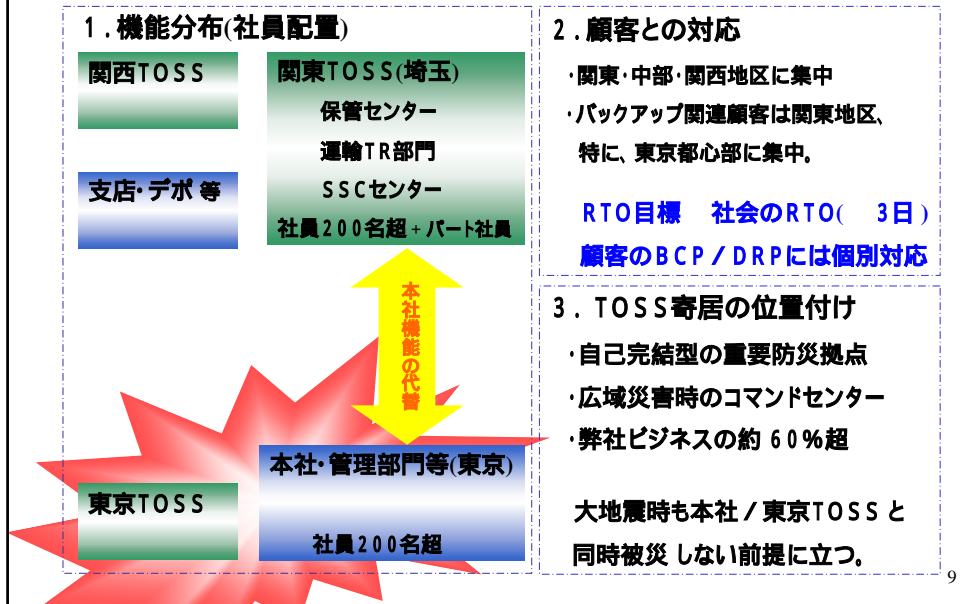 1.機能分布(社員配置)
関西TOSS
関東TOSS(埼玉)
保管センター
運輸TR部門
SSCセンター
社員200名超+パート社員
支店・デポ 等
本社機能の代替
本社・管理部門等(東京)
社員200名超
東京TOSS
2.顧客との対応
・関東・中部・関西地区に集中
・バックアップ関連顧客は関東地区、
特に、東京都心部に集中。
RTO目標 社会のRTO( 3日)
顧客のBCP/DRPには個別対応
3. TOSS寄居の位置付け
・自己完結型の重要防災拠点
・広域災害時のコマンドセンター
・弊社ビジネスの約 60%超
大地震時も本社/東京TOSS と
同時被災 しない前提に立つ。
9